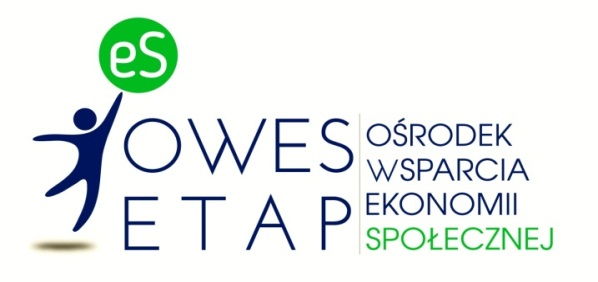 eS
OWES
ETAP
OŚRODEK
WSPARCIA
EKONOMII
SPOŁECZNEJ